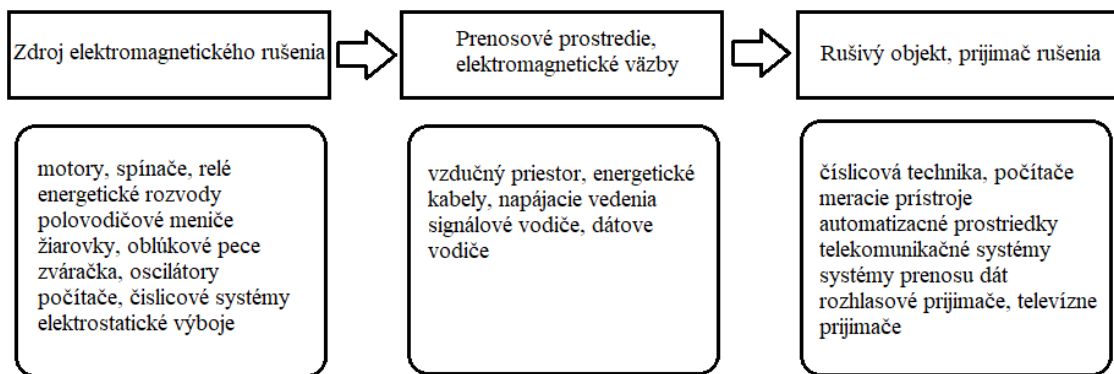 Zdroj elektromagnetického rušenia
Prenosové prostredie,
elektromagnetické väzby
Rušivý objekt, prijimač rušenia
motory, spínače, relé
energetické rozvody
polovodičové meniče
žiarovky, oblúkové pece
zváračka, oscilátory
počítače, čislicové systémy
elektrostatické výboje
vzdučný priestor, energetické
kabely, napájacie vedenia
signálové vodiče, dátove
vodiče
číslicová technika, počítače
meracie prístroje
automatizacné prostriedky
telekomunikačné systémy
systémy prenosu dát
rozhlasové prijimače, televízne
prijimače